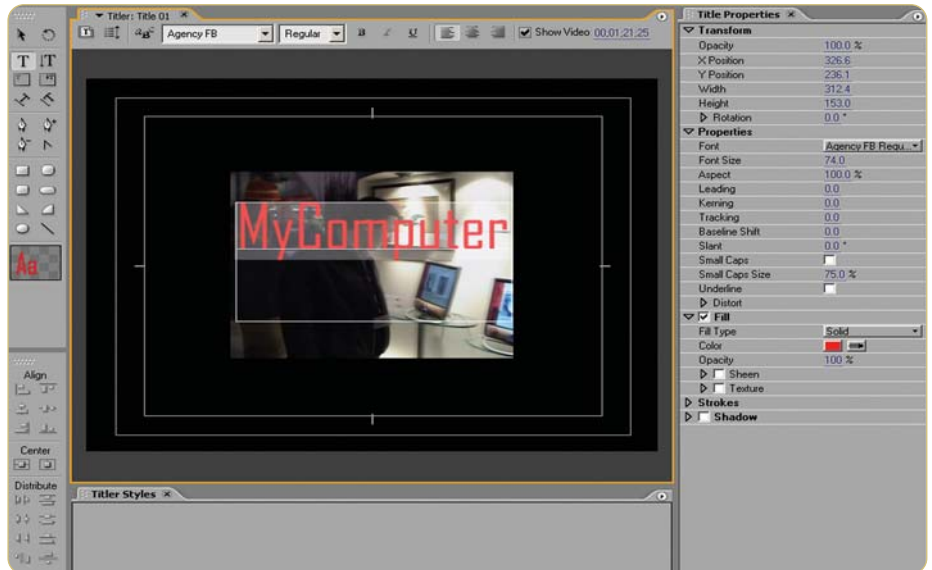 Titler: Title 01 ×
T Agency FB Regular B I U Show Video 00;01;21;25
T IT
MyComputer
Aa
Align
Center
Distribute
Titler Styles ×
Title Properties ×
Transform
Opacity 100.0 %
X Position 326.6
Y Position 236.1
Width 312.4
Height 153.0
Rotation 0.0 °
Properties
Font Agency FB Regu...
Font Size 74.0
Aspect 100.0 %
Leading 0.0
Kerning 0.0
Tracking 0.0
Baseline Shift 0.0
Slant 0.0 °
Small Caps
Small Caps Size 75.0 %
Underline
Distort
Fill
Fill Type Solid
Color
Opacity 100 %
Sheen
Texture
Strokes
Shadow